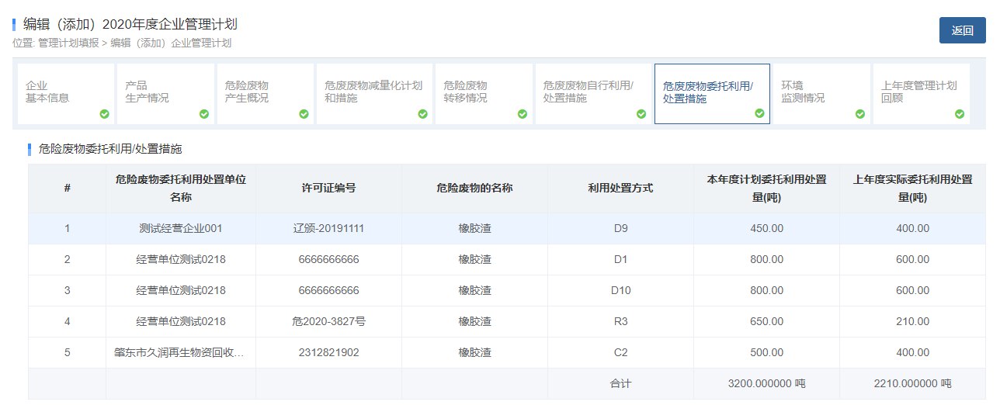 编辑（添加）2020年度企业管理计划
返回
位置: 管理计划填报 > 编辑（添加）企业管理计划
企业
基本信息
产品
生产情况
危险废物
产生概况
危废废物减量化计划
和措施
危险废物
转移情况
危废废物自行利用/
处置措施
危废废物委托利用/
处置措施
环境
监测情况
上年度管理计划
回顾
危险废物委托利用/处置措施
# 危险废物委托利用处置单位名称 许可证编号 危险废物的名称 利用处置方式 本年度计划委托利用处置量(吨) 上年度实际委托利用处置量(吨)
1 测试经营企业001 辽颁-20191111 橡胶渣 D9 450.00 400.00
2 经营单位测试0218 6666666666 橡胶渣 D1 800.00 600.00
3 经营单位测试0218 6666666666 橡胶渣 D10 800.00 600.00
4 经营单位测试0218 危2020-3827号 橡胶渣 R3 650.00 210.00
5 肇东市久润再生物资回收... 2312821902 橡胶渣 C2 500.00 400.00
合计 3200.000000 吨 2210.000000 吨